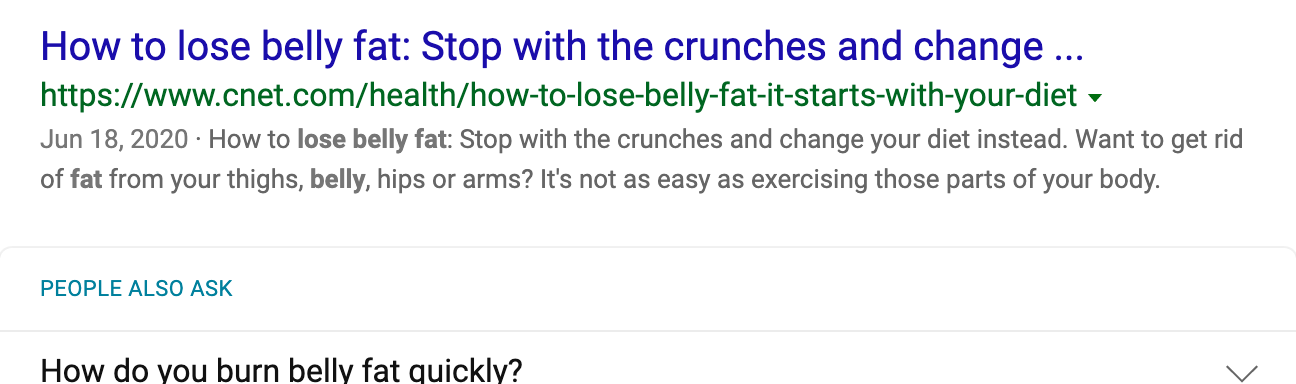 How to lose belly fat: Stop with the crunches and change ...
https://www.cnet.com/health/how-to-lose-belly-fat-it-starts-with-your-diet
Jun 18, 2020 · How to lose belly fat: Stop with the crunches and change your diet instead. Want to get rid
of fat from your thighs, belly, hips or arms? It's not as easy as exercising those parts of your body.
PEOPLE ALSO ASK
How do you burn belly fat quickly?